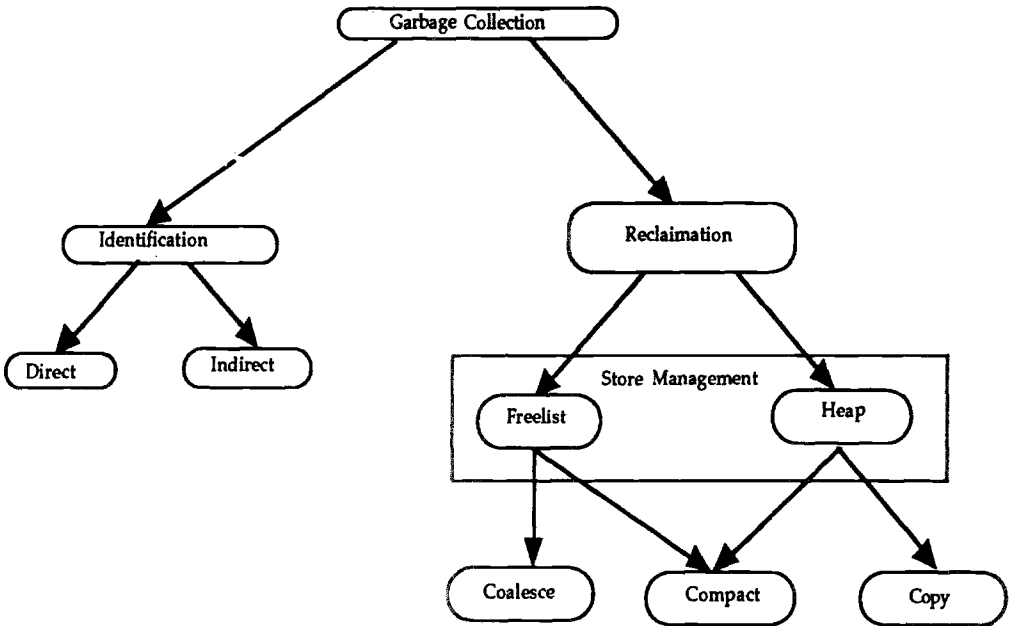 Garbage Collection
Identification
Reclaimation
Direct
Indirect
Store Management
Freelist
Heap
Coalesce
Compact
Copy